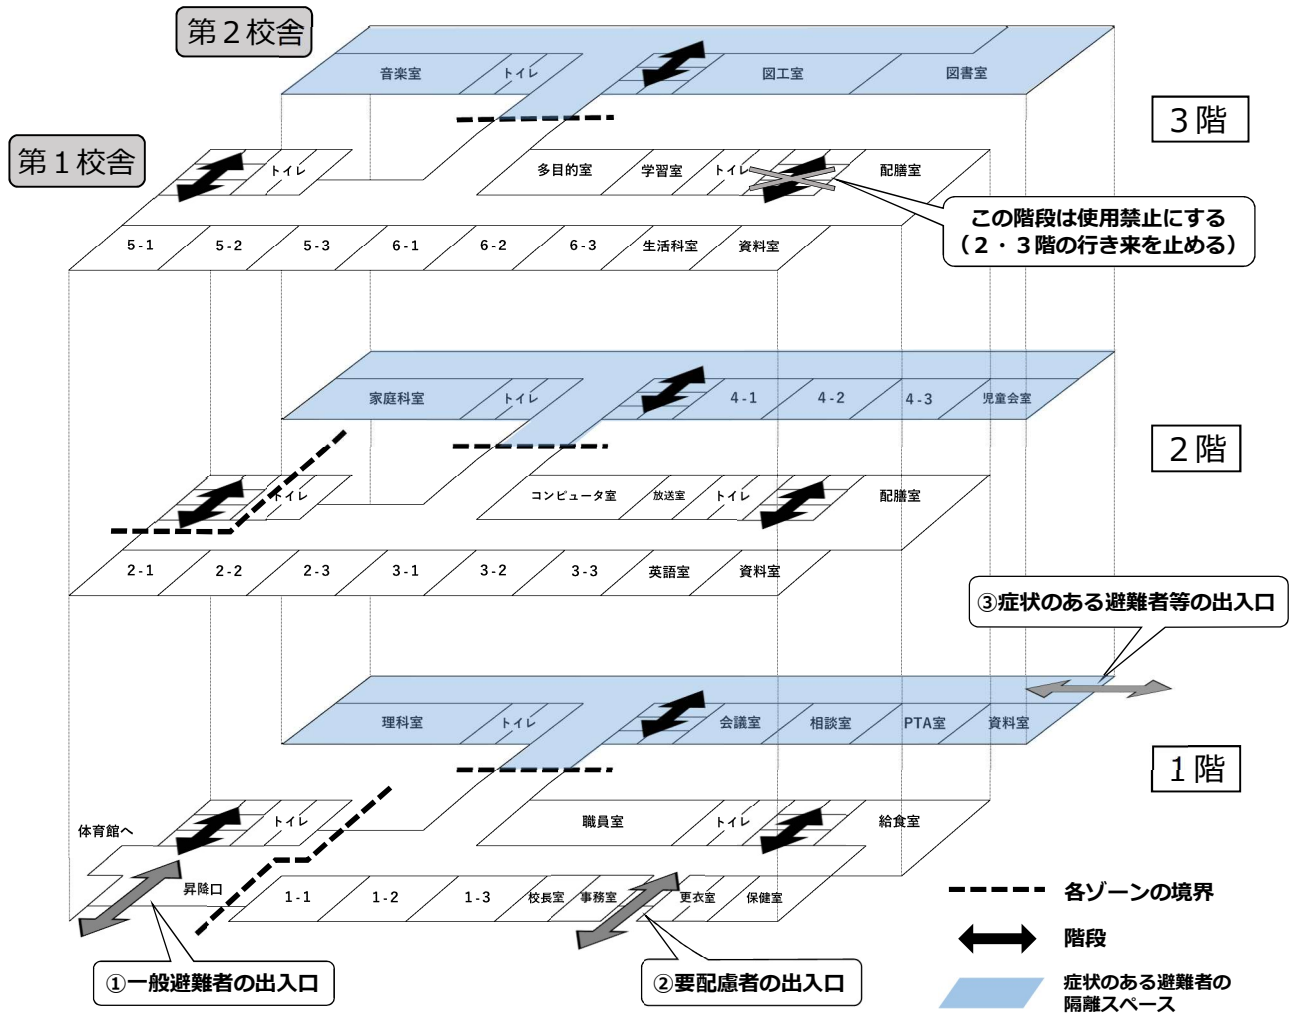 第２校舎
音楽室
トイレ
図工室
図書室
３階
第１校舎
トイレ
多目的室
学習室
トイレ
配膳室
この階段は使用禁止にする
（２・３階の行き来を止める）
5-1
5-2
5-3
6-1
6-2
6-3
生活科室
資料室
家庭科室
トイレ
4-1
4-2
4-3
児童会室
２階
トイレ
コンピュータ室
放送室
トイレ
配膳室
2-1
2-2
2-3
3-1
3-2
3-3
英語室
資料室
③症状のある避難者等の出入口
理科室
トイレ
会議室
相談室
PTA室
資料室
１階
体育館へ
トイレ
職員室
トイレ
給食室
昇降口
1-1
1-2
1-3
校長室
事務室
更衣室
保健室
①一般避難者の出入口
②要配慮者の出入口
各ゾーンの境界
階段
症状のある避難者の
隔離スペース